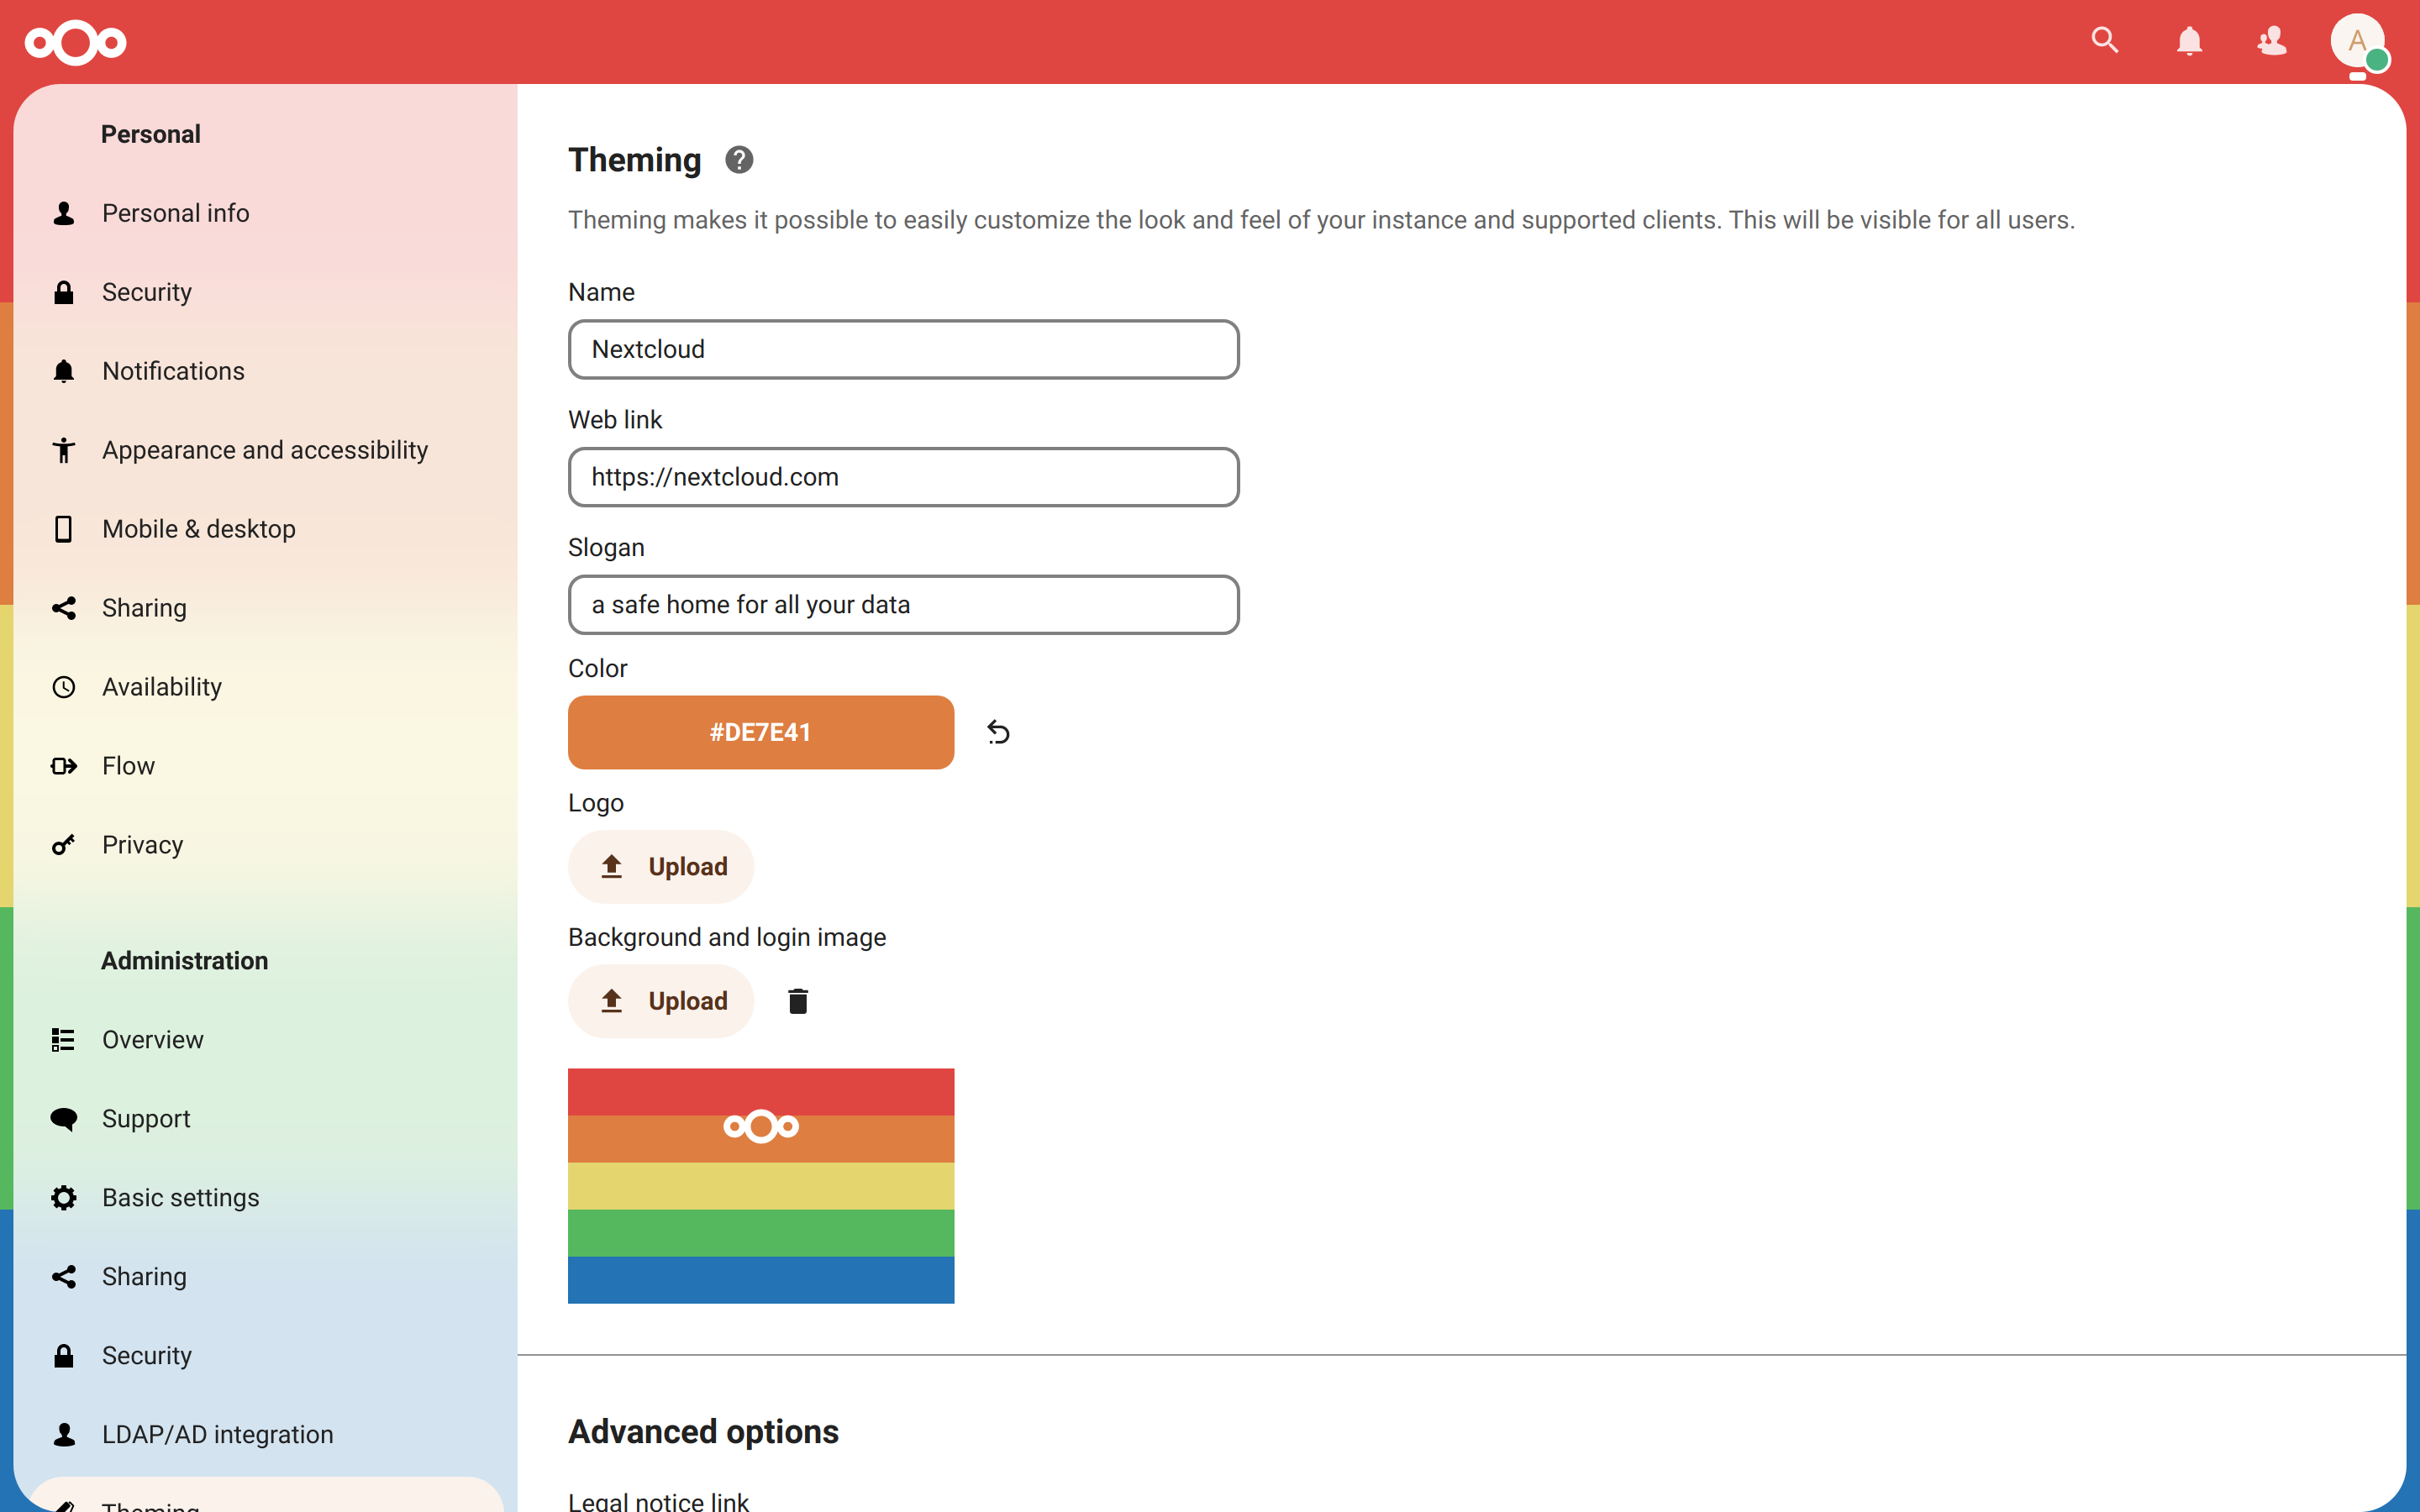 A
Personal
Personal info
Security
Notifications
Appearance and accessibility
Mobile & desktop
Sharing
Availability
Flow
Privacy
Administration
Overview
Support
Basic settings
Sharing
Security
LDAP/AD integration
Theming
Theming
Theming makes it possible to easily customize the look and feel of your instance and supported clients. This will be visible for all users.
Name
Nextcloud
Web link
https://nextcloud.com
Slogan
a safe home for all your data
Color
#DE7E41
Logo
Upload
Background and login image
Upload
Advanced options
Legal notice link